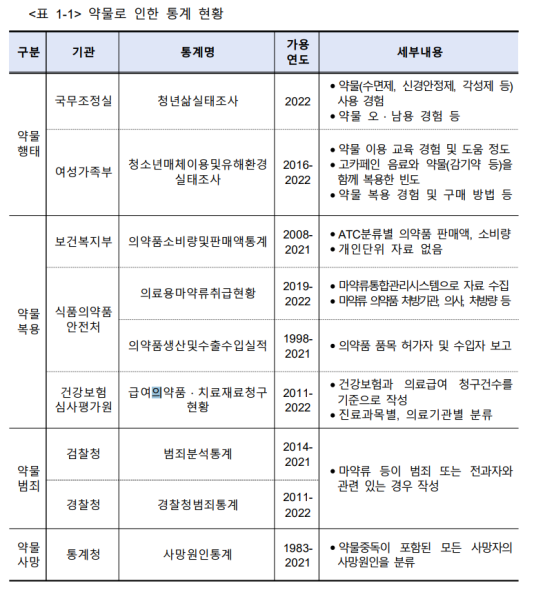 <표 1-1> 약물로 인한 통계 현황
구분 기관 통계명 가용 연도 세부내용
약물 행태
국무조정실 청년삶실태조사 2022
• 약물(수면제, 신경안정제, 각성제 등)
사용 경험
• 약물 오·남용 경험 등
여성가족부 청소년매체이용및유해환경
실태조사
2016-
2022
• 약물 이용 교육 경험 및 도움 정도
• 고카페인 음료와 약물(감기약 등)을
함께 복용한 빈도
• 약물 복용 경험 및 구매 방법 등
약물 복용
보건복지부 의약품소비량및판매액통계
2008-
2021
• ATC분류별 의약품 판매액, 소비량
• 개인단위 자료 없음
식품의약품
안전처
의료용마약류취급현황
2019-
2022
• 마약류통합관리시스템으로 자료 수집
• 마약류 의약품 처방기관, 의사, 처방량 등
의약품생산및수출수입실적
1998-
2021
• 의약품 품목 허가자 및 수입자 보고
건강보험
심사평가원
급여의약품·치료재료청구
현황
2011-
2022
• 건강보험과 의료급여 청구건수를
기준으로 작성
• 진료과목별, 의료기관별 분류
약물 범죄
검찰청 범죄분석통계
2014-
2021
• 마약류 등이 범죄 또는 전과자와
관련 있는 경우 작성
경찰청 경찰청범죄통계
2011-
2022
약물 사망
통계청 사망원인통계
1983-
2021
• 약물중독이 포함된 모든 사망자의
사망원인을 분류